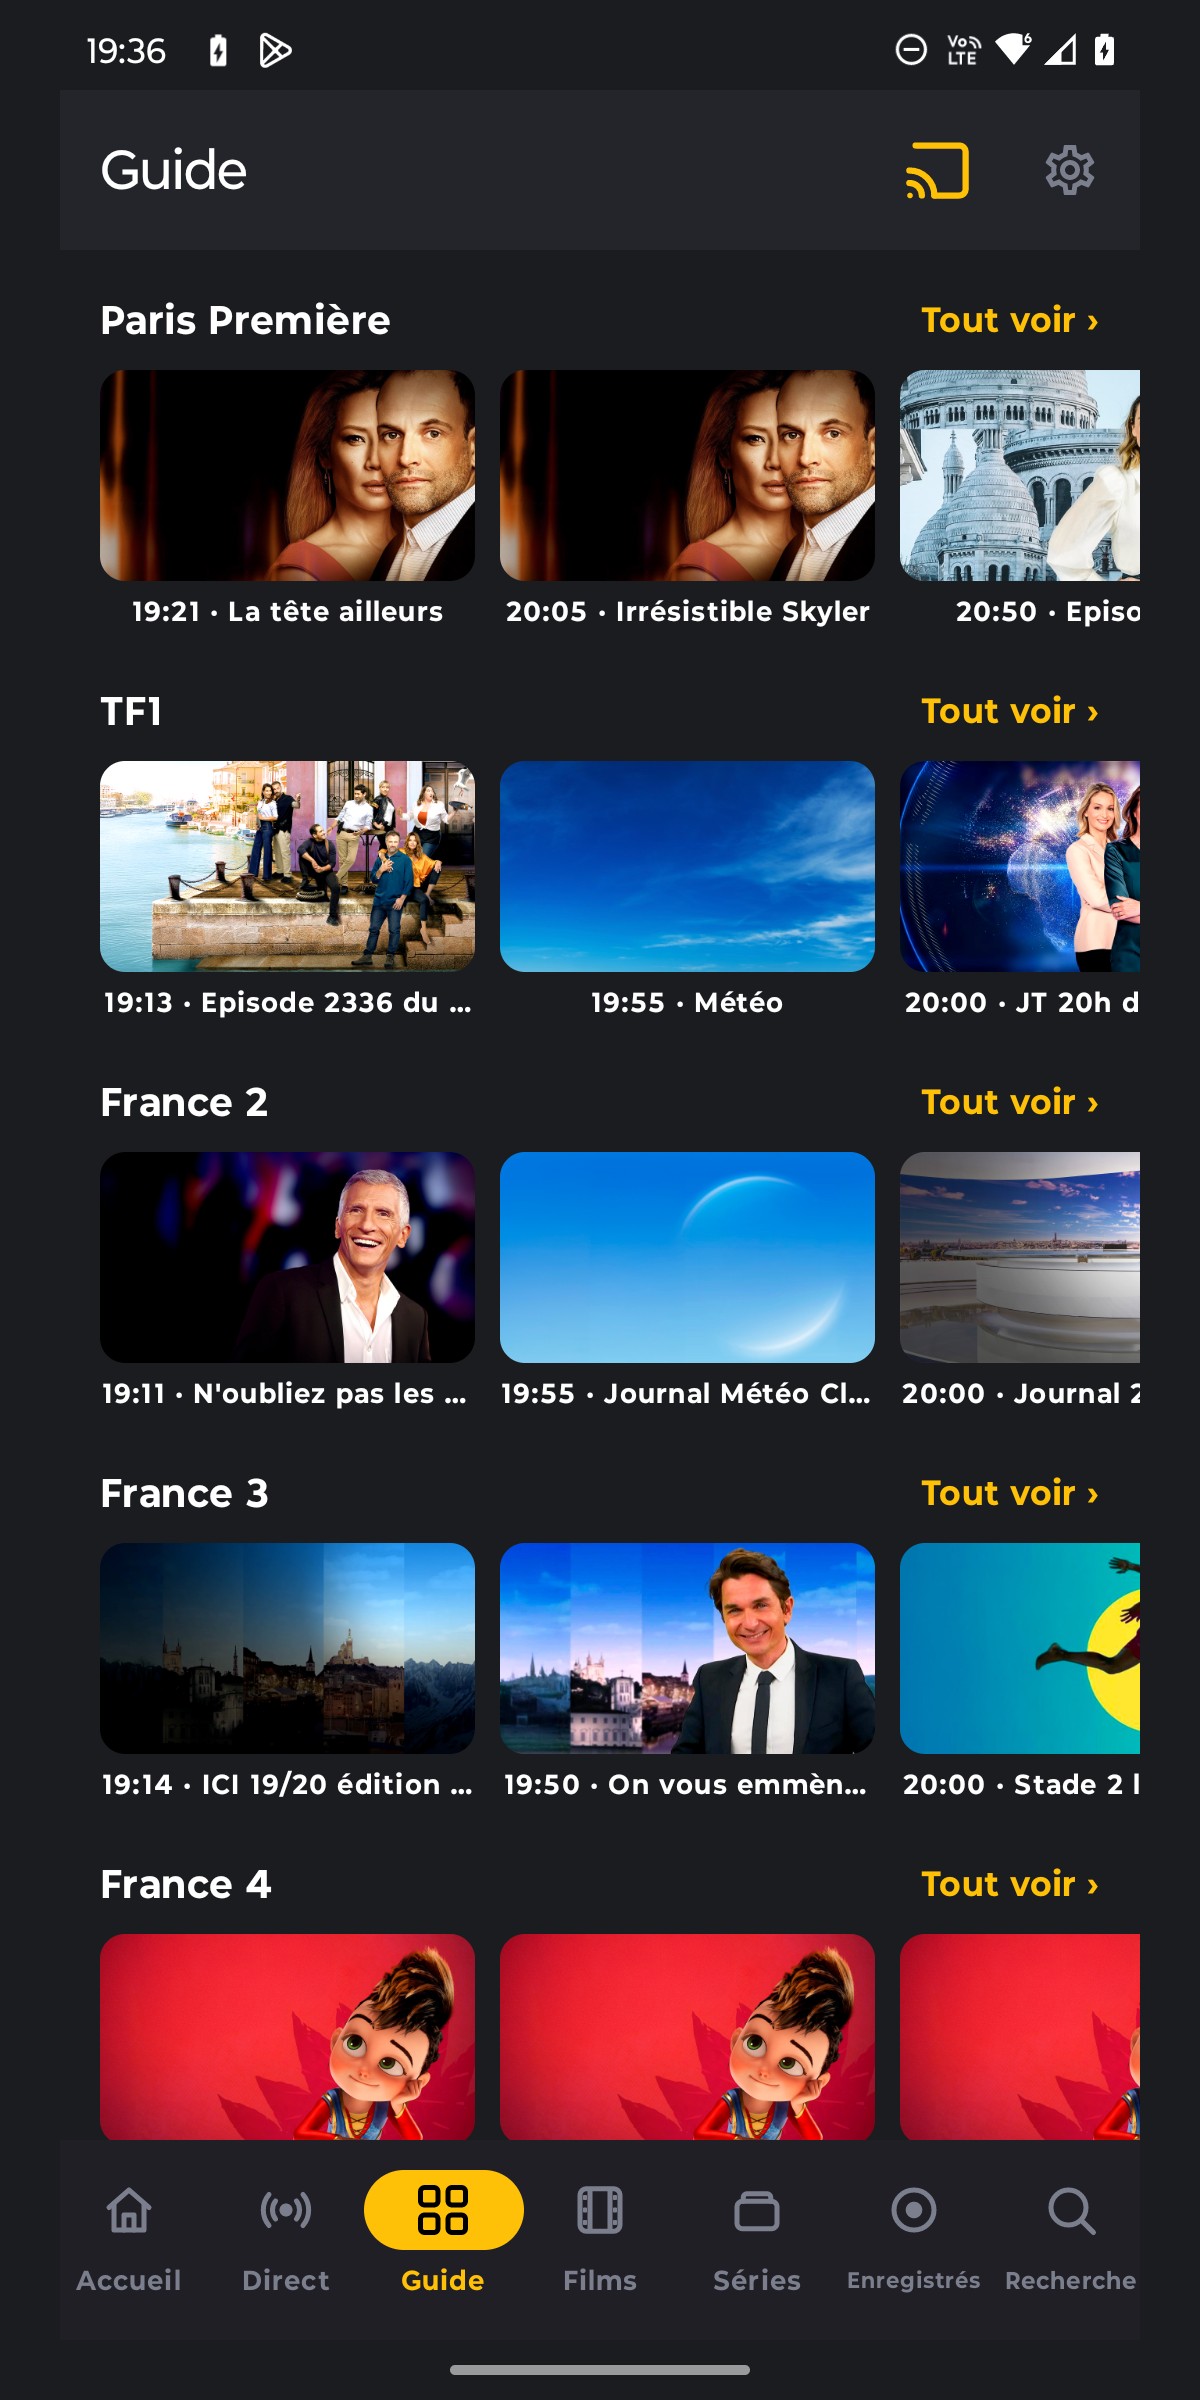 19:36
Vo LTE 6
Guide
Paris Première
Tout voir ›
19:21 · La tête ailleurs
20:05 · Irrésistible Skyler
20:50 · Episo
TF1
Tout voir ›
19:13 · Episode 2336 du ...
19:55 · Météo
20:00 · JT 20h d
France 2
Tout voir ›
19:11 · N'oubliez pas les ...
19:55 · Journal Météo Cl...
20:00 · Journal 2
France 3
Tout voir ›
19:14 · ICI 19/20 édition ...
19:50 · On vous emmèn...
20:00 · Stade 2 l
France 4
Tout voir ›
Accueil
Direct
Guide
Films
Séries
Enregistrés
Recherche